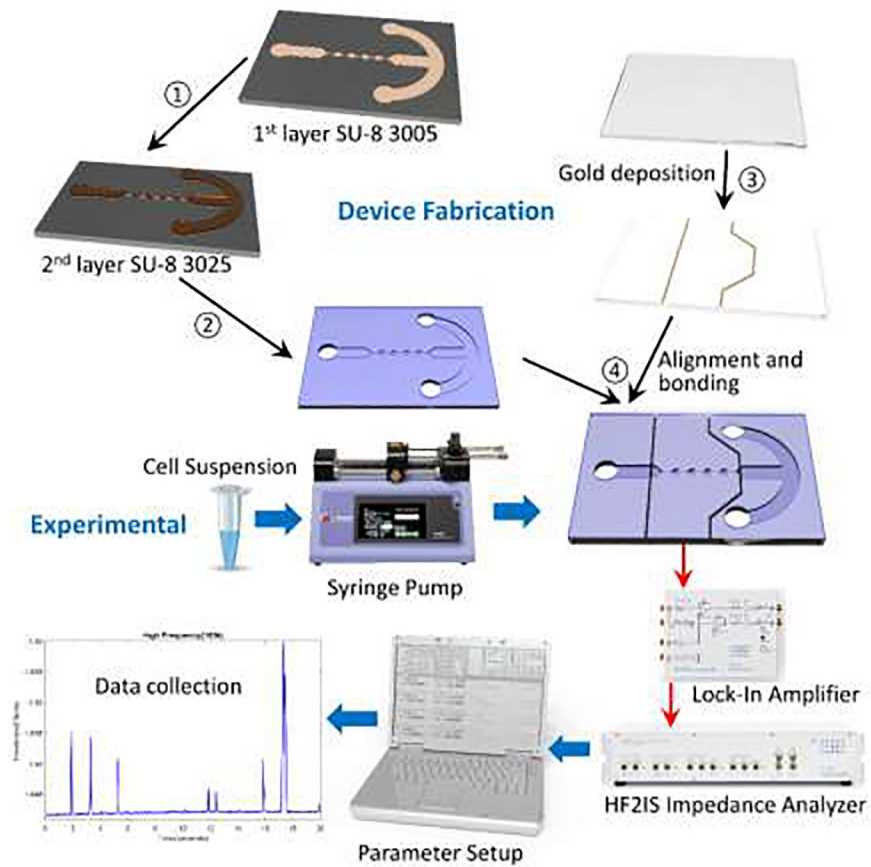 ①
1st layer SU-8 3005
Gold deposition
③
Device Fabrication
2nd layer SU-8 3025
②
④
Alignment and
bonding
Cell Suspension
Experimental
Syringe Pump
Data collection
Lock-In Amplifier
HF2IS Impedance Analyzer
Parameter Setup